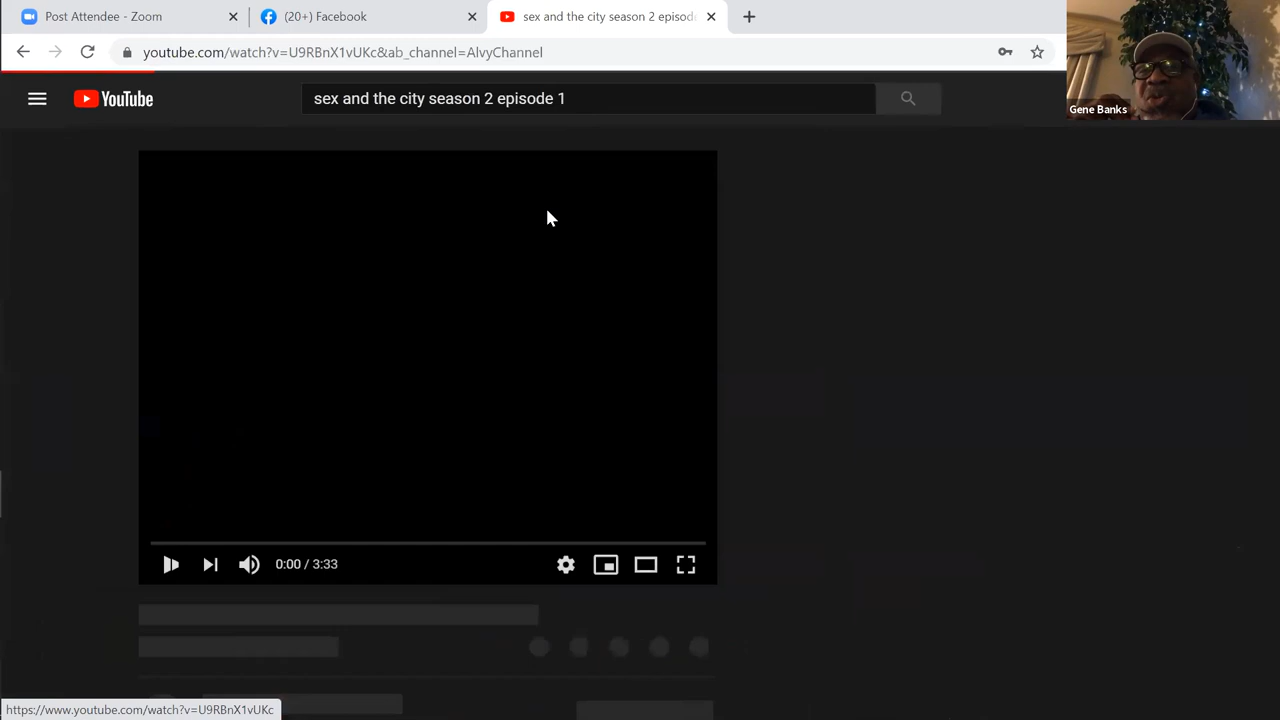 Post Attendee - Zoom
(20+) Facebook
sex and the city season 2 episod
youtube.com/watch?v=U9RBnX1vUKc&ab_channel=AlvyChannel
Gene Banks
YouTube
sex and the city season 2 episode 1
0:00 / 3:33
https://www.youtube.com/watch?v=U9RBnX1vUKc